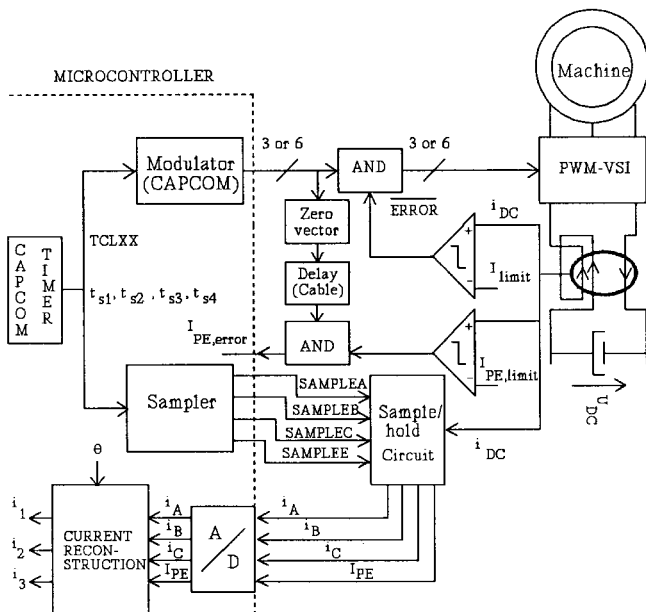 Machine
MICROCONTROLLER
3 or 6
3 or 6
Modulator
(CAPCOM)
AND
PWM-VSI
ERROR
i DC
TCLXX
Zero
vector
+
−
I limit
CAPCOM
TIMER
Delay
(Cable)
t s1, t s2 , t s3, t s4
I PE,error
AND
+
−
I PE,limit
U DC
SAMPLEA
Sampler
SAMPLEB
SAMPLEC
SAMPLEE
Sample/
hold
Circuit
i DC
θ
i 1
i 2
i 3
CURRENT
RECON-
STRUCTION
i A
i B
i C
I PE
A/D
i A
i B
i C
I PE